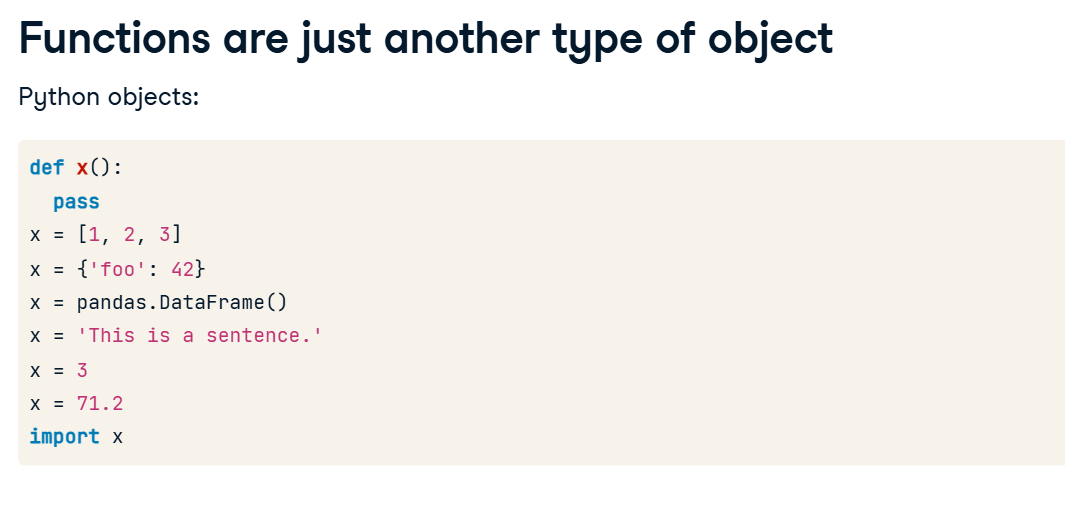 Functions are just another type of object
Python objects:
def x():
  pass
x = [1, 2, 3]
x = {'foo': 42}
x = pandas.DataFrame()
x = 'This is a sentence.'
x = 3
x = 71.2
import x